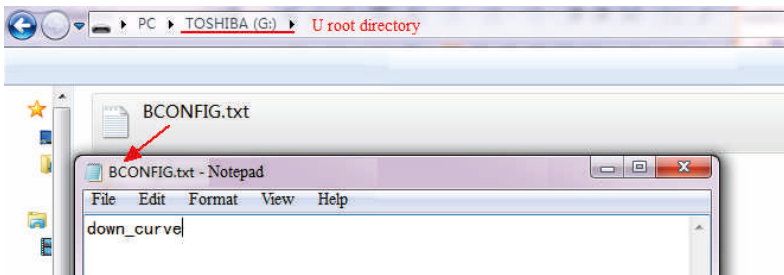 PC TOSHIBA (G:) U root directory
BCONFIG.txt
BCONFIG.txt - Notepad
File Edit Format View Help
down_curve